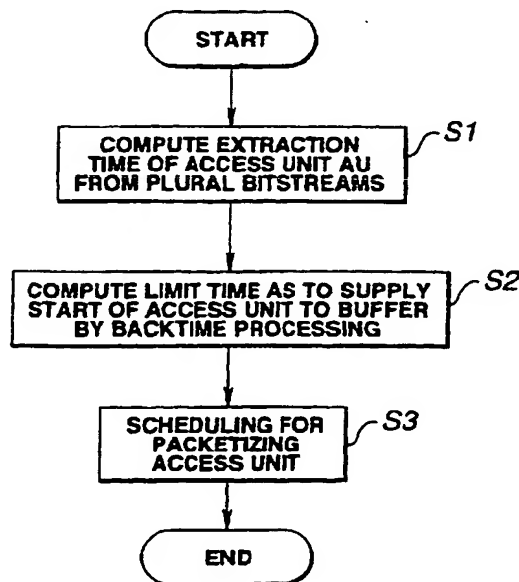 START
COMPUTE EXTRACTION
TIME OF ACCESS UNIT AU
FROM PLURAL BITSTREAMS
S1
COMPUTE LIMIT TIME AS TO SUPPLY
START OF ACCESS UNIT TO BUFFER
BY BACKTIME PROCESSING
S2
SCHEDULING FOR
PACKETIZING
ACCESS UNIT
S3
END